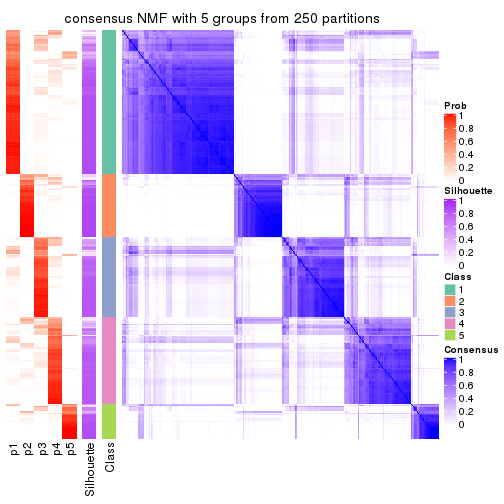 consensus NMF with 5 groups from 250 partitions
Prob
1
0.8
0.6
0.4
0.2
0
Silhouette
1
0.8
0.6
0.4
0.2
0
Class
1
2
3
4
5
Consensus
1
0.8
0.6
0.4
0.2
0
p1
p2
p3
p4
p5
Silhouette
Class